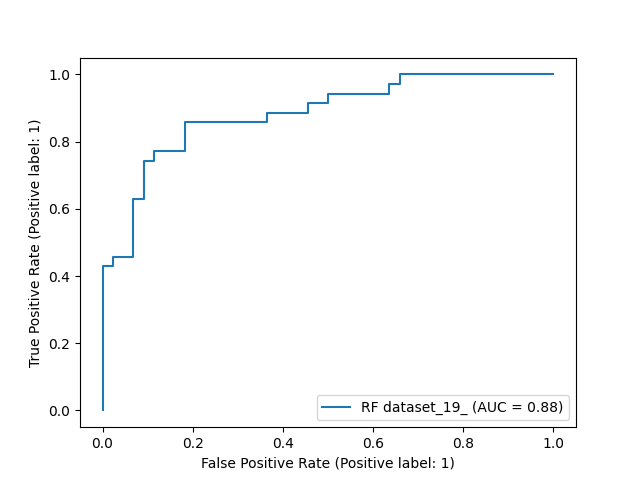 1.0
0.8
0.6
0.4
0.2
0.0
True Positive Rate (Positive label: 1)
RF dataset_19_ (AUC = 0.88)
0.0 0.2 0.4 0.6 0.8 1.0
False Positive Rate (Positive label: 1)